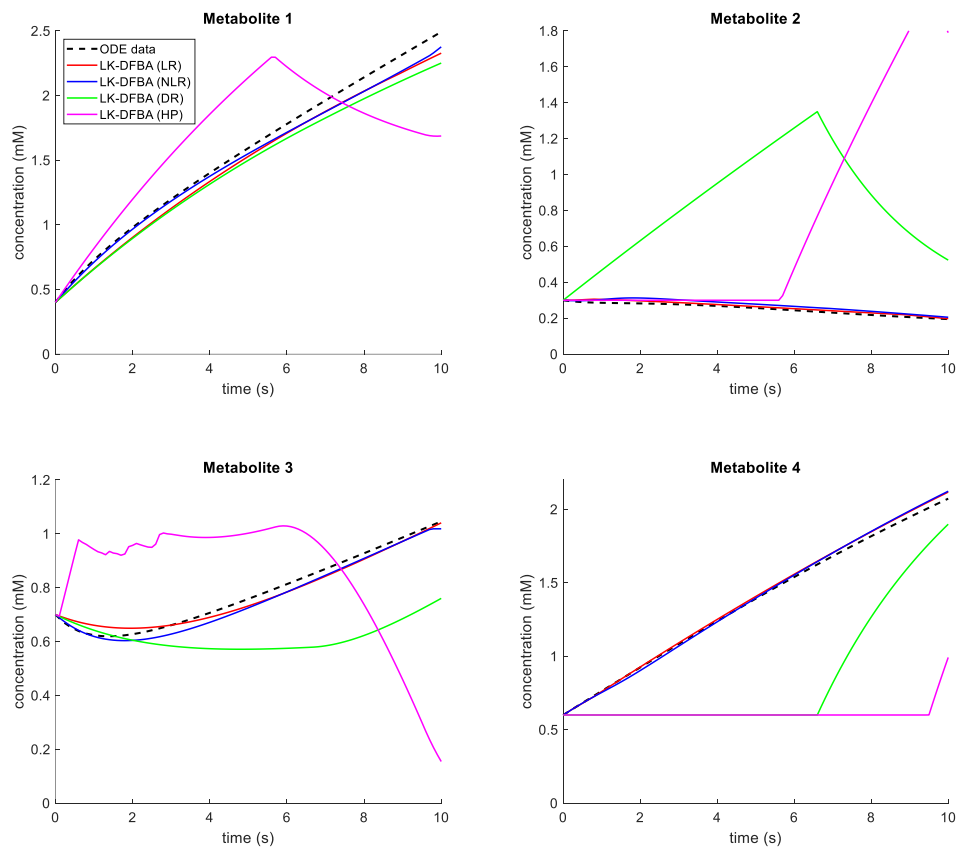 Metabolite 1
2.5
2
1.5
1
0.5
0
concentration (mM)
ODE data
LK-DFBA (LR)
LK-DFBA (NLR)
LK-DFBA (DR)
LK-DFBA (HP)
0 2 4 6 8 10
time (s)
Metabolite 2
1.8
1.6
1.4
1.2
1
0.8
0.6
0.4
0.2
0
concentration (mM)
0 2 4 6 8 10
time (s)
Metabolite 3
1.2
1
0.8
0.6
0.4
0.2
0
concentration (mM)
0 2 4 6 8 10
time (s)
Metabolite 4
2
1.5
1
0.5
0
concentration (mM)
0 2 4 6 8 10
time (s)